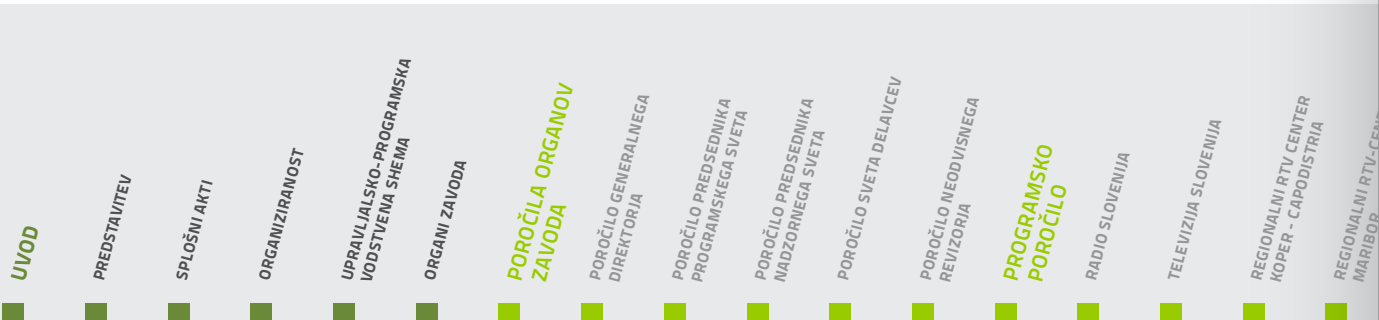 UVOD
PREDSTAVITEV
SPLOŠNI AKTI
ORGANIZIRANOST
UPRAVLJALSKO-PROGRAMSKA
VODSTVENA SHEMA
ORGANI ZAVODA
POROČILA ORGANOV
ZAVODA
POROČILO GENERALNEGA
DIREKTORJA
POROČILO PREDSEDNIKA
PROGRAMSKEGA SVETA
POROČILO PREDSEDNIKA
NADZORNEGA SVETA
POROČILO SVETA DELAVCEV
POROČILO NEODVISNEGA
REVIZORJA
PROGRAMSKO
POROČILO
RADIO SLOVENIJA
TELEVIZIJA SLOVENIJA
REGIONALNI RTV CENTER
KOPER - CAPODISTRIA
REGIONALNI
MARIBOR